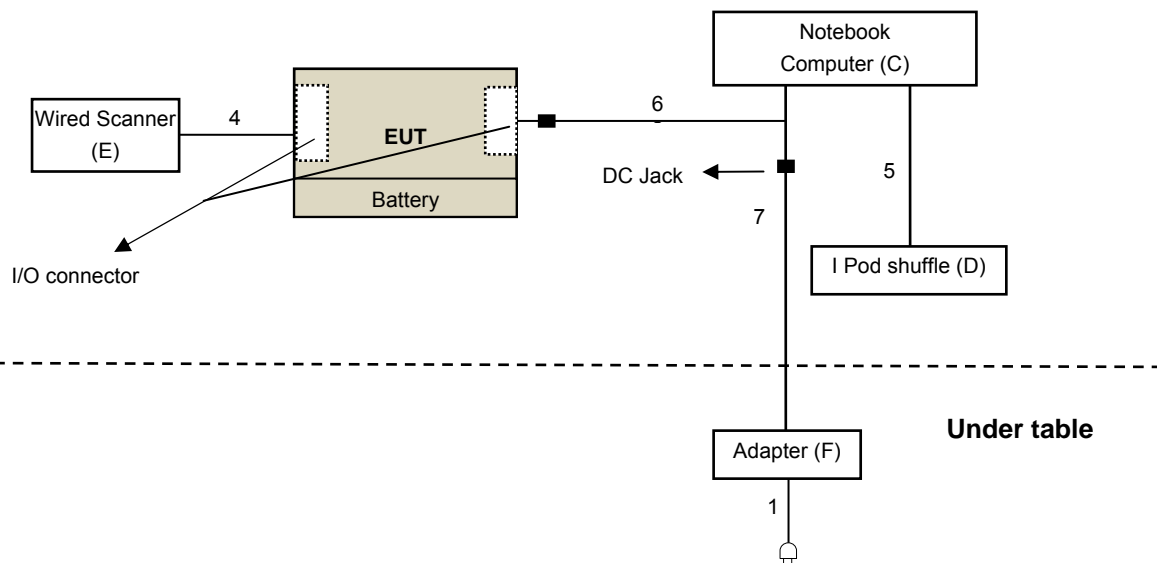 Notebook
Computer (C)
Wired Scanner
(E)
4
EUT
Battery
6
DC Jack
5
7
I Pod shuffle (D)
I/O connector
Under table
Adapter (F)
1